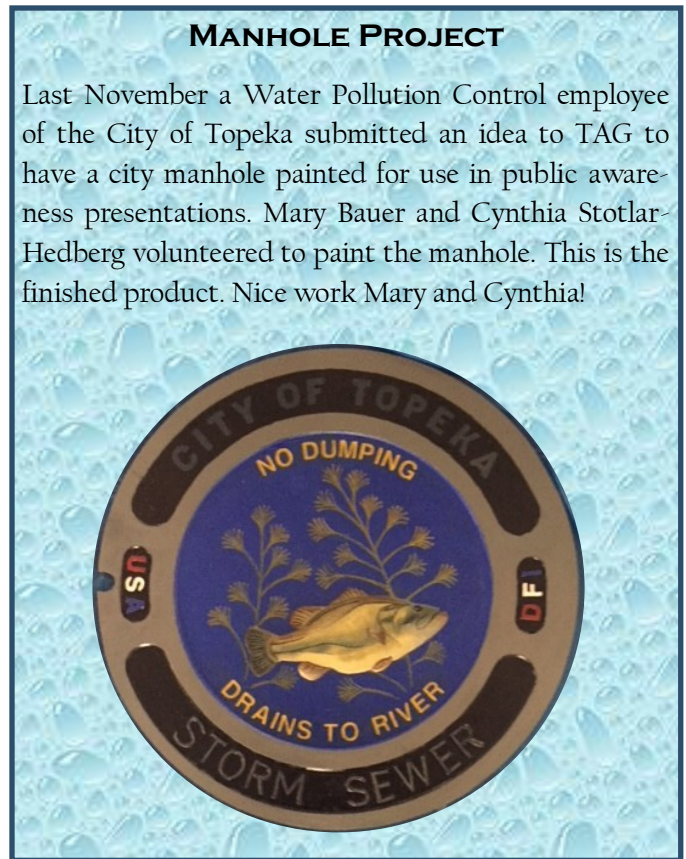 MANHOLE PROJECT
Last November a Water Pollution Control employee
of the City of Topeka submitted an idea to TAG to
have a city manhole painted for use in public aware-
ness presentations. Mary Bauer and Cynthia Stotlar-
Hedberg volunteered to paint the manhole. This is the
finished product. Nice work Mary and Cynthia!
CITY OF TOPEKA
NO DUMPING
USA
DFI
DRAINS TO RIVER
STORM SEWER